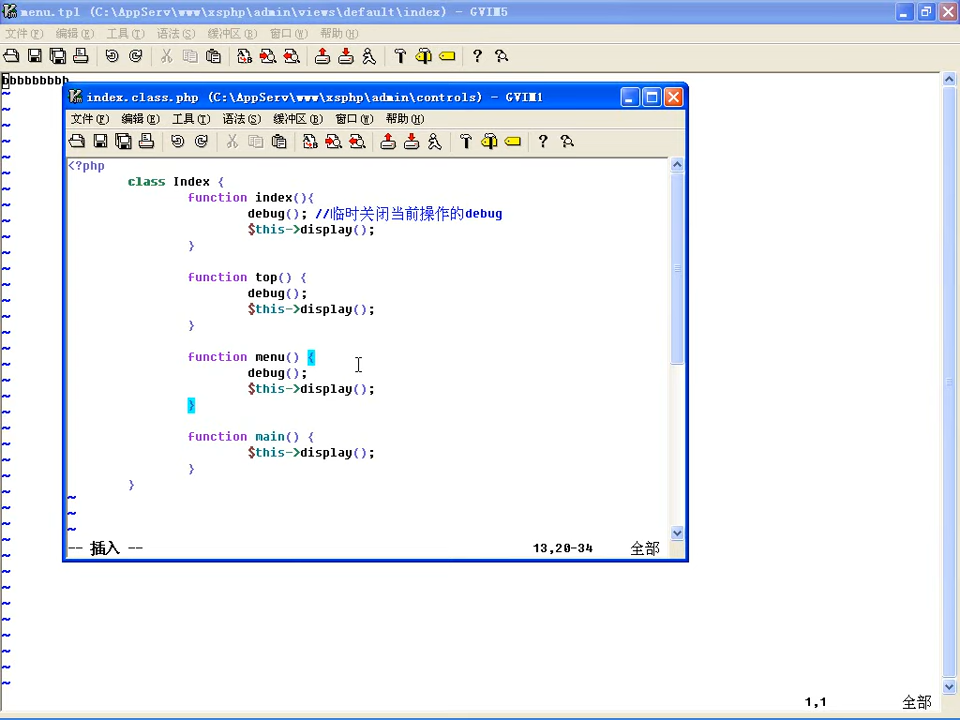 menu.tpl (C:\AppServ\www\xsphp\admin\views\default\index) - GVIM5
文件(F) 编辑(E) 工具(T) 语法(S) 缓冲区(B) 窗口(W) 帮助(H)
bbbbbbbbb
index.class.php (C:\AppServ\www\xsphp\admin\controls) - GVIM1
文件(F) 编辑(E) 工具(T) 语法(S) 缓冲区(B) 窗口(W) 帮助(H)
<?php
class Index {
function index(){
debug(); //临时关闭当前操作的debug
$this->display();
}
function top() {
debug();
$this->display();
}
function menu() {
debug();
$this->display();
}
function main() {
$this->display();
}
}
~
~
~
-- 插入 -- 13,20-34 全部
1,1 全部